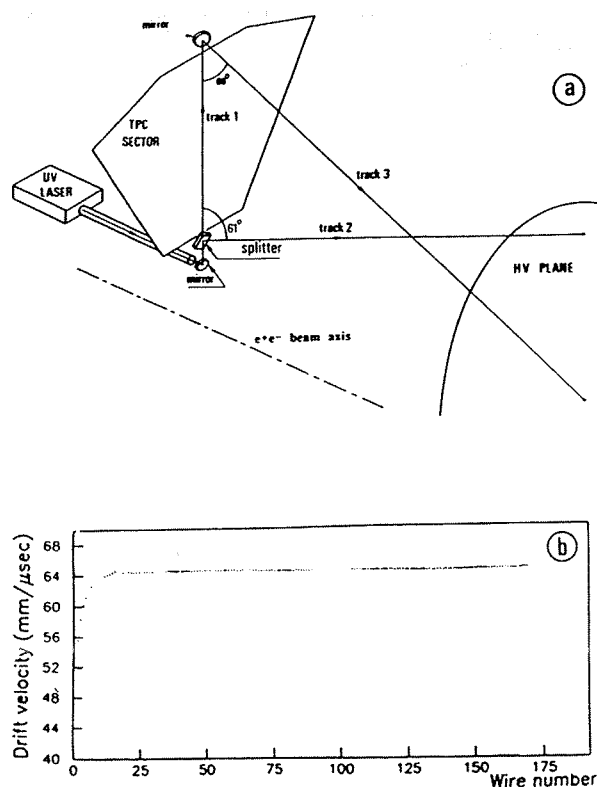 mirror
a
60°
TPC
SECTOR
track 1
UV
LASER
track 3
61°
track 2
splitter
HV PLANE
mirror
e⁺e⁻ beam axis
b
Drift velocity (mm/μsec)
68
64
60
56
52
48
44
40
0
25
50
75
100
125
150
175
Wire number